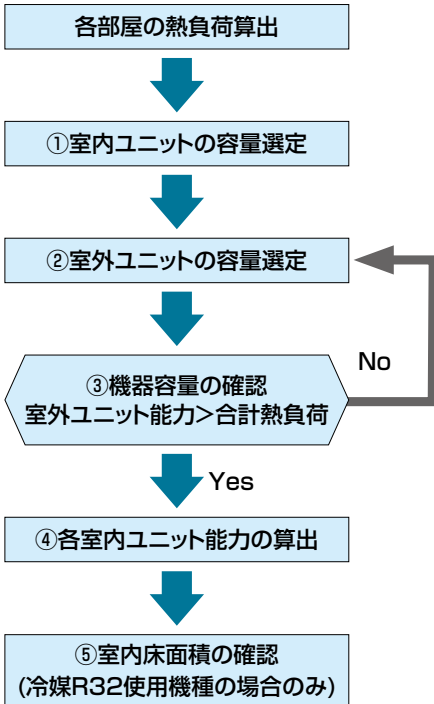 各部屋の熱負荷算出
①室内ユニットの容量選定
②室外ユニットの容量選定
No
③機器容量の確認
室外ユニット能力＞合計熱負荷
Yes
④各室内ユニット能力の算出
⑤室内床面積の確認
(冷媒R32使用機種の場合のみ)